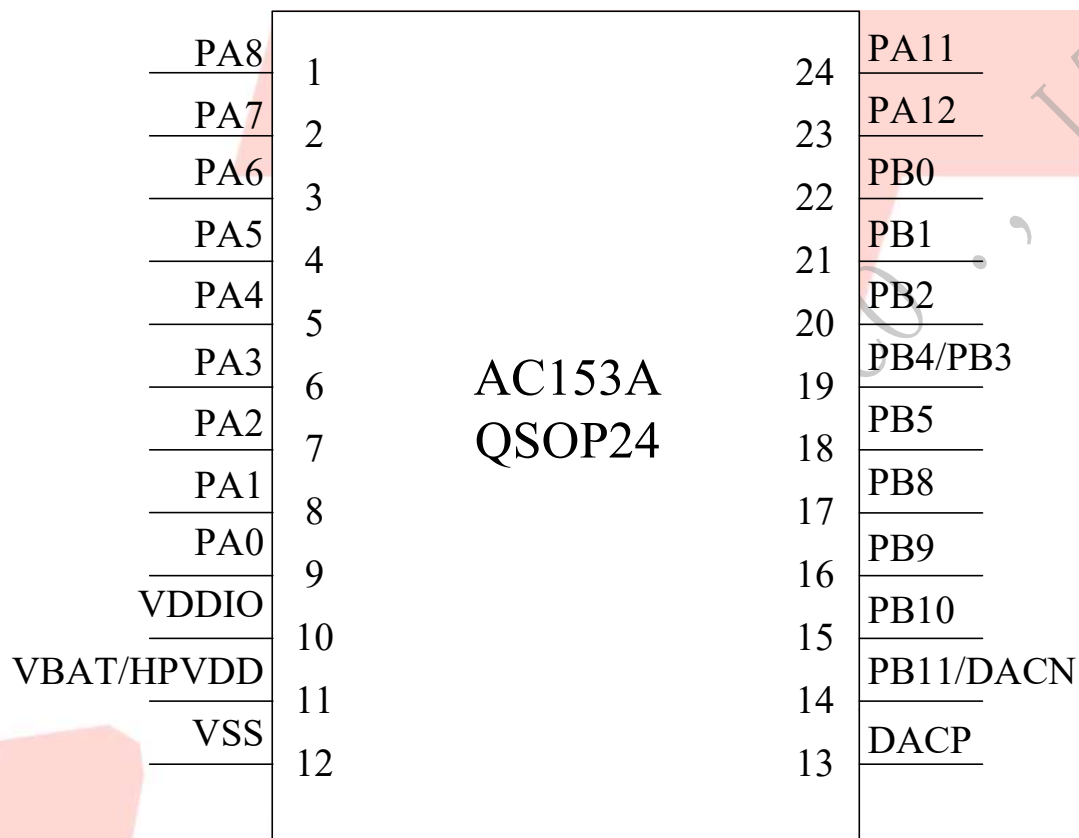 PA8 1
PA7 2
PA6 3
PA5 4
PA4 5
PA3 6
PA2 7
PA1 8
PA0 9
VDDIO 10
VBAT/HPVDD 11
VSS 12
AC153A
QSOP24
24 PA11
23 PA12
22 PB0
21 PB1
20 PB2
19 PB4/PB3
18 PB5
17 PB8
16 PB9
15 PB10
14 PB11/DACN
13 DACP